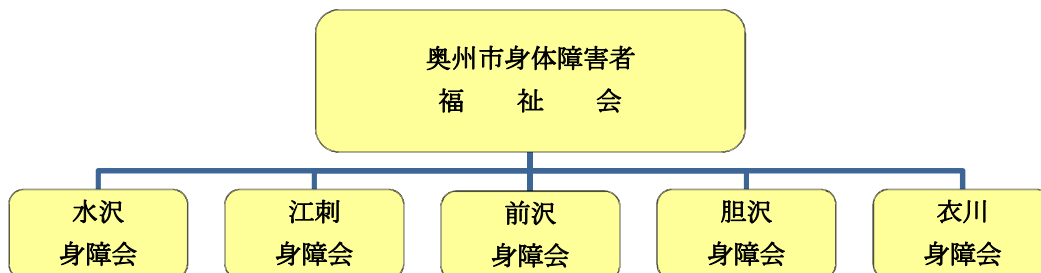 奥州市身体障害者
福　祉　会
水沢
身障会
江刺
身障会
前沢
身障会
胆沢
身障会
衣川
身障会